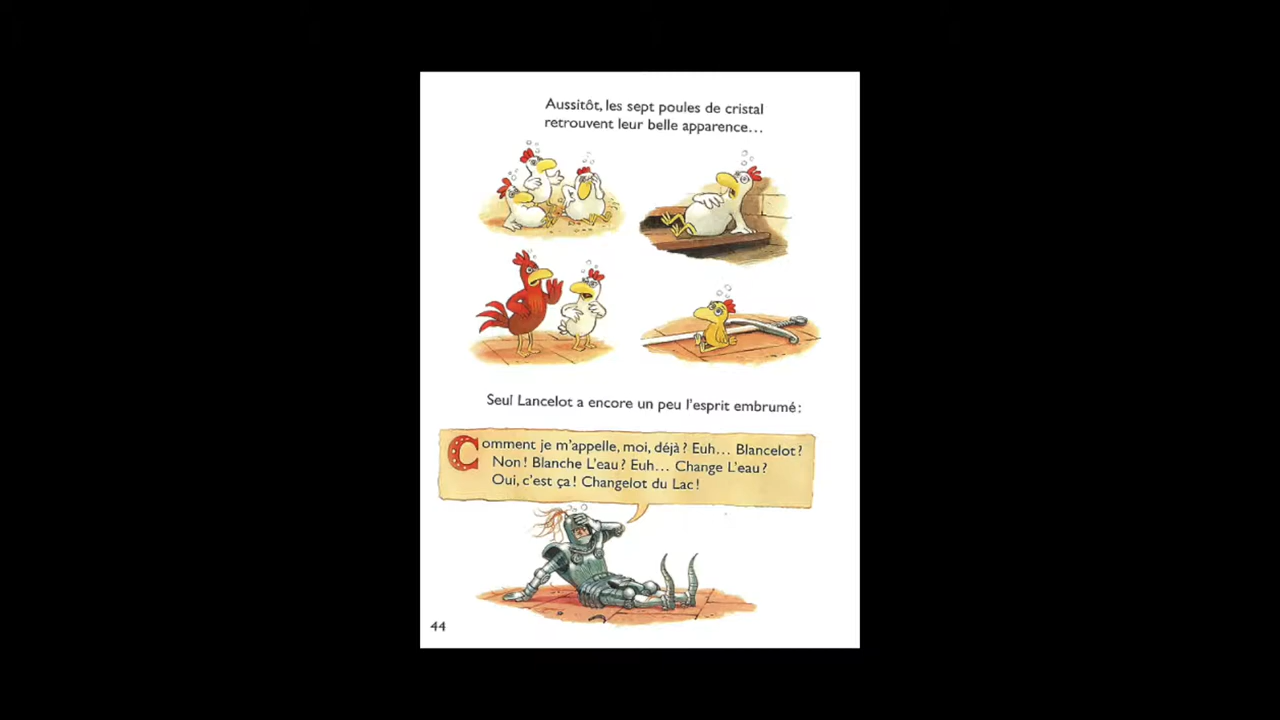 Aussitôt, les sept poules de cristal
retrouvent leur belle apparence...
Seul Lancelot a encore un peu l'esprit embrumé :
Comment je m'appelle, moi, déjà ? Euh... Blancelot ?
Non ! Blanche L'eau ? Euh... Change L'eau ?
Oui, c'est ça ! Changelot du Lac !
44